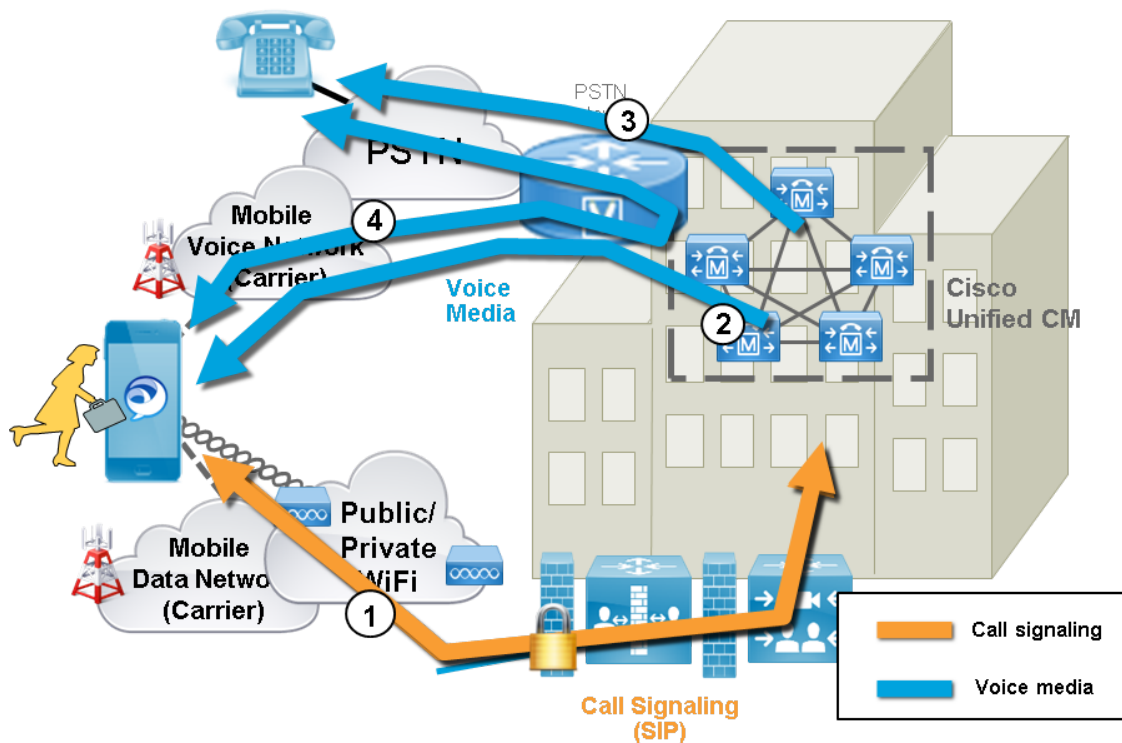 PSTN
3
PSTN
4
Mobile
Voice Network
(Carrier)
Voice
Media
2
Cisco
Unified CM
M
M
M
M
M
V
Public/
Private
WiFi
Mobile
Data Netwo
(Carrier)
1
Call signaling
Voice media
Call Signaling
(SIP)